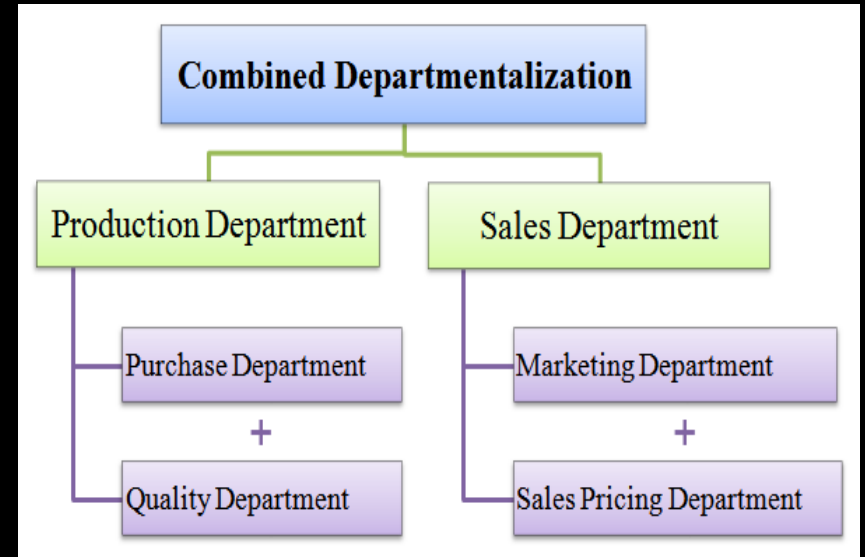 Combined Departmentalization
Production Department
Sales Department
Purchase Department
+
Quality Department
Marketing Department
+
Sales Pricing Department